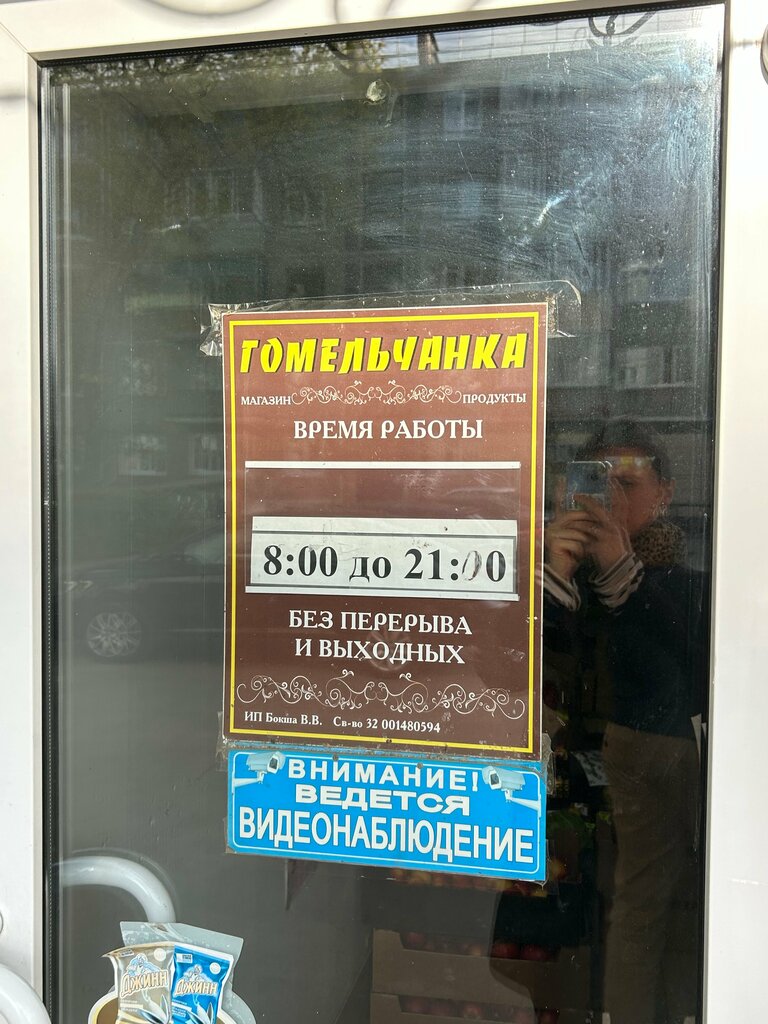 ГОМЕЛЬЧАНКА
МАГАЗИН ПРОДУКТЫ
ВРЕМЯ РАБОТЫ
8:00 до 21:00
БЕЗ ПЕРЕРЫВА
И ВЫХОДНЫХ
ИП Бокша В.В. Св-во 32 001480594
ВНИМАНИЕ!
ВЕДЕТСЯ
ВИДЕОНАБЛЮДЕНИЕ
Джинн Джинн